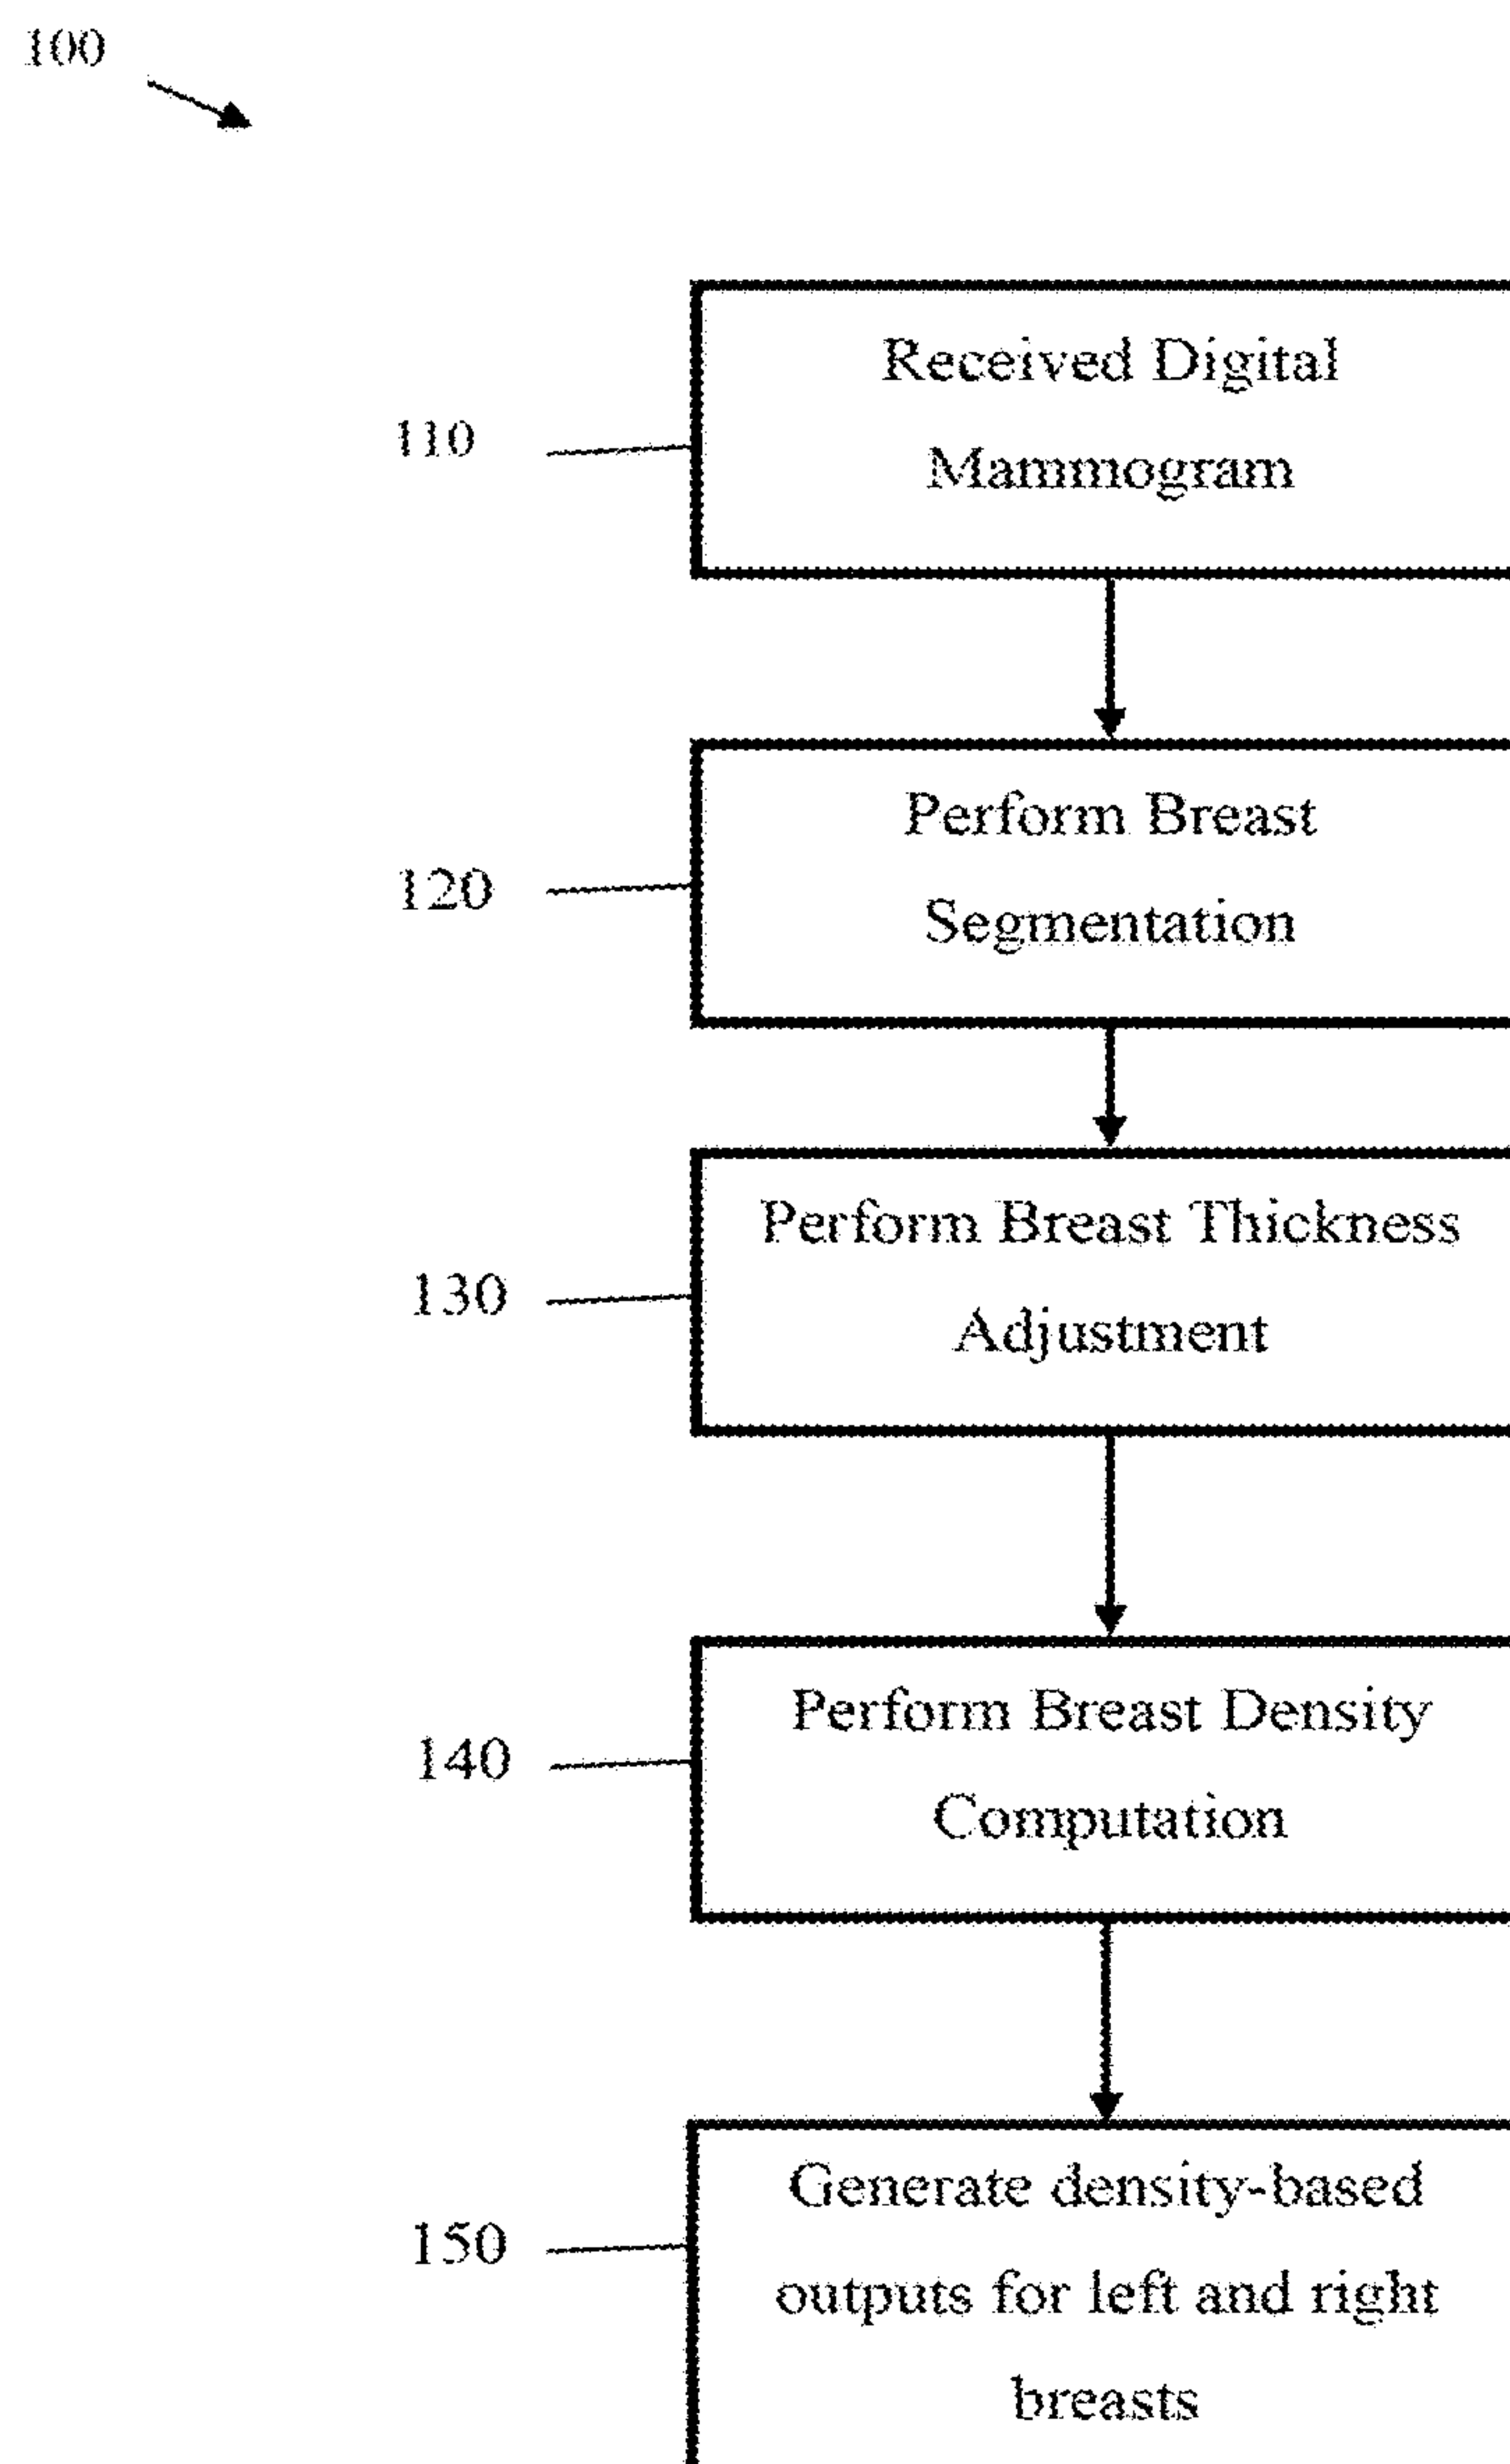 100
Received Digital
Mammogram
110
Perform Breast
Segmentation
120
Perform Breast Thickness
Adjustment
130
Perform Breast Density
Computation
140
Generate density-based
outputs for left and right
breasts
150